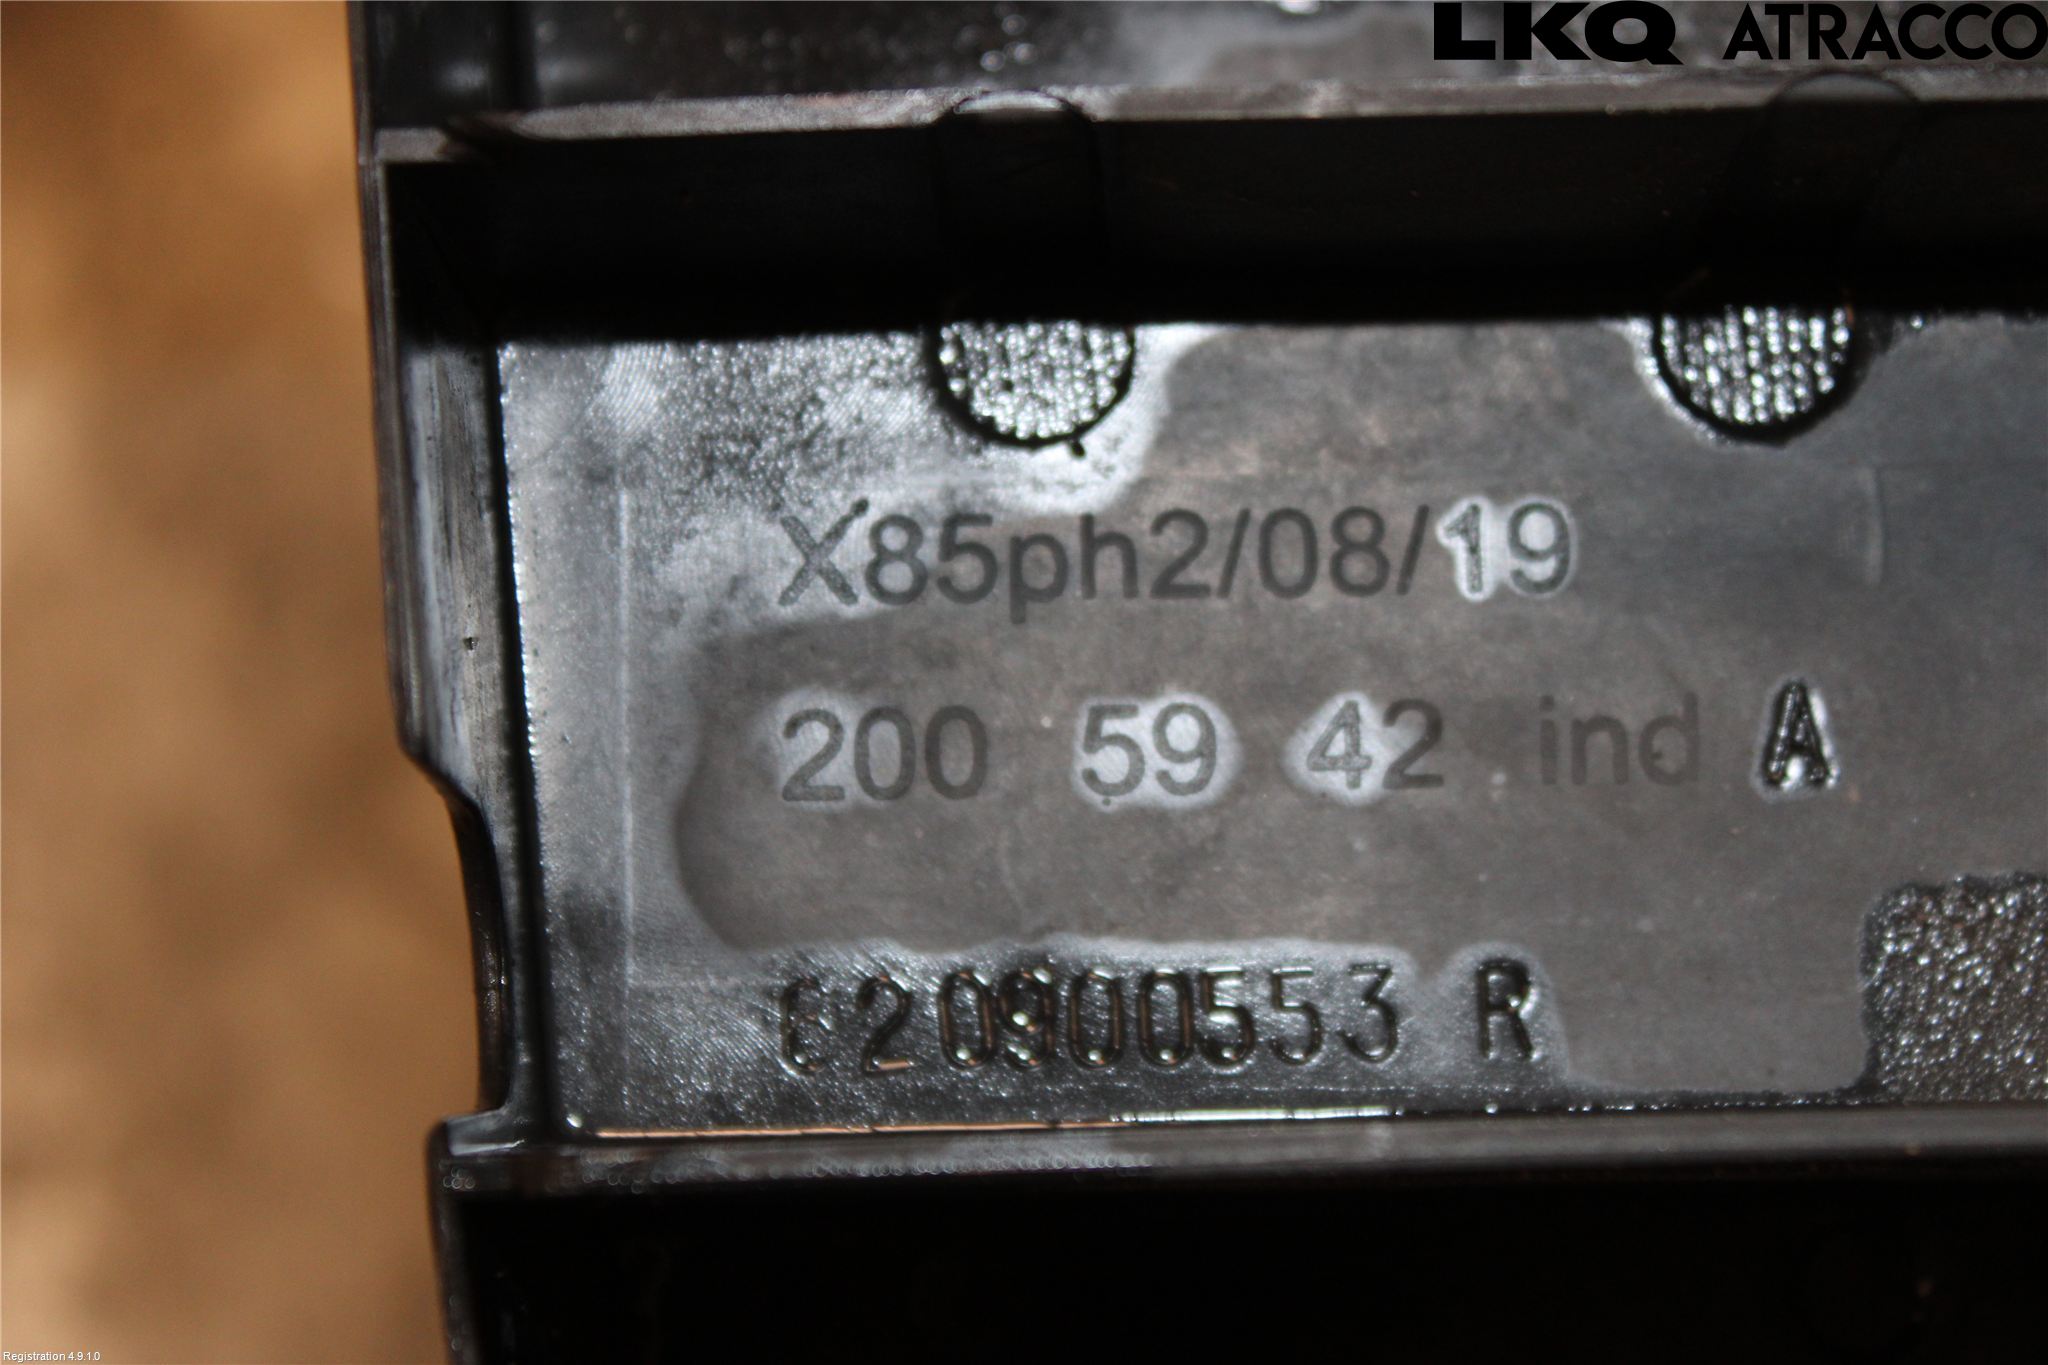 LKQ ATRACCO
X85ph2/08/19
200 59 42 ind A
620900553 R
Registration 4.9.1.0